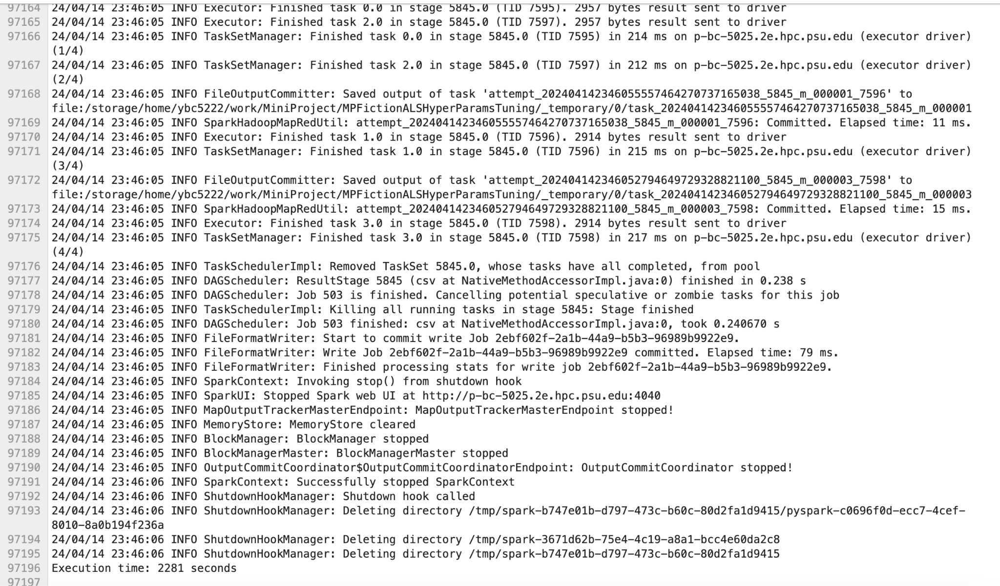 97164 24/04/14 23:46:05 INFO Executor: Finished task 0.0 in stage 5845.0 (TID 7595). 2957 bytes result sent to driver
97165 24/04/14 23:46:05 INFO Executor: Finished task 2.0 in stage 5845.0 (TID 7597). 2957 bytes result sent to driver
97166 24/04/14 23:46:05 INFO TaskSetManager: Finished task 0.0 in stage 5845.0 (TID 7595) in 214 ms on p-bc-5025.2e.hpc.psu.edu (executor driver)
(1/4)
97167 24/04/14 23:46:05 INFO TaskSetManager: Finished task 2.0 in stage 5845.0 (TID 7597) in 212 ms on p-bc-5025.2e.hpc.psu.edu (executor driver)
(2/4)
97168 24/04/14 23:46:05 INFO FileOutputCommitter: Saved output of task 'attempt_202404142346055557464270737165038_5845_m_000001_7596' to
file:/storage/home/ybc5222/work/MiniProject/MPFictionALSHyperParamsTuning/_temporary/0/task_202404142346055557464270737165038_5845_m_000001
97169 24/04/14 23:46:05 INFO SparkHadoopMapRedUtil: attempt_202404142346055557464270737165038_5845_m_000001_7596: Committed. Elapsed time: 11 ms.
97170 24/04/14 23:46:05 INFO Executor: Finished task 1.0 in stage 5845.0 (TID 7596). 2914 bytes result sent to driver
97171 24/04/14 23:46:05 INFO TaskSetManager: Finished task 1.0 in stage 5845.0 (TID 7596) in 215 ms on p-bc-5025.2e.hpc.psu.edu (executor driver)
(3/4)
97172 24/04/14 23:46:05 INFO FileOutputCommitter: Saved output of task 'attempt_202404142346052794649729328821100_5845_m_000003_7598' to
file:/storage/home/ybc5222/work/MiniProject/MPFictionALSHyperParamsTuning/_temporary/0/task_202404142346052794649729328821100_5845_m_000003
97173 24/04/14 23:46:05 INFO SparkHadoopMapRedUtil: attempt_202404142346052794649729328821100_5845_m_000003_7598: Committed. Elapsed time: 15 ms.
97174 24/04/14 23:46:05 INFO Executor: Finished task 3.0 in stage 5845.0 (TID 7598). 2914 bytes result sent to driver
97175 24/04/14 23:46:05 INFO TaskSetManager: Finished task 3.0 in stage 5845.0 (TID 7598) in 217 ms on p-bc-5025.2e.hpc.psu.edu (executor driver)
(4/4)
97176 24/04/14 23:46:05 INFO TaskSchedulerImpl: Removed TaskSet 5845.0, whose tasks have all completed, from pool
97177 24/04/14 23:46:05 INFO DAGScheduler: ResultStage 5845 (csv at NativeMethodAccessorImpl.java:0) finished in 0.238 s
97178 24/04/14 23:46:05 INFO DAGScheduler: Job 503 is finished. Cancelling potential speculative or zombie tasks for this job
97179 24/04/14 23:46:05 INFO TaskSchedulerImpl: Killing all running tasks in stage 5845: Stage finished
97180 24/04/14 23:46:05 INFO DAGScheduler: Job 503 finished: csv at NativeMethodAccessorImpl.java:0, took 0.240670 s
97181 24/04/14 23:46:05 INFO FileFormatWriter: Start to commit write Job 2ebf602f-2a1b-44a9-b5b3-96989b9922e9.
97182 24/04/14 23:46:05 INFO FileFormatWriter: Write Job 2ebf602f-2a1b-44a9-b5b3-96989b9922e9 committed. Elapsed time: 79 ms.
97183 24/04/14 23:46:05 INFO FileFormatWriter: Finished processing stats for write job 2ebf602f-2a1b-44a9-b5b3-96989b9922e9.
97184 24/04/14 23:46:05 INFO SparkContext: Invoking stop() from shutdown hook
97185 24/04/14 23:46:05 INFO SparkUI: Stopped Spark web UI at http://p-bc-5025.2e.hpc.psu.edu:4040
97186 24/04/14 23:46:05 INFO MapOutputTrackerMasterEndpoint: MapOutputTrackerMasterEndpoint stopped!
97187 24/04/14 23:46:05 INFO MemoryStore: MemoryStore cleared
97188 24/04/14 23:46:05 INFO BlockManager: BlockManager stopped
97189 24/04/14 23:46:05 INFO BlockManagerMaster: BlockManagerMaster stopped
97190 24/04/14 23:46:05 INFO OutputCommitCoordinator$OutputCommitCoordinatorEndpoint: OutputCommitCoordinator stopped!
97191 24/04/14 23:46:06 INFO SparkContext: Successfully stopped SparkContext
97192 24/04/14 23:46:06 INFO ShutdownHookManager: Shutdown hook called
97193 24/04/14 23:46:06 INFO ShutdownHookManager: Deleting directory /tmp/spark-b747e01b-d797-473c-b60c-80d2fa1d9415/pyspark-c0696f0d-ecc7-4cef-
8010-8a0b194f236a
97194 24/04/14 23:46:06 INFO ShutdownHookManager: Deleting directory /tmp/spark-3671d62b-75e4-4c19-a8a1-bcc4e60da2c8
97195 24/04/14 23:46:06 INFO ShutdownHookManager: Deleting directory /tmp/spark-b747e01b-d797-473c-b60c-80d2fa1d9415
97196 Execution time: 2281 seconds
97197